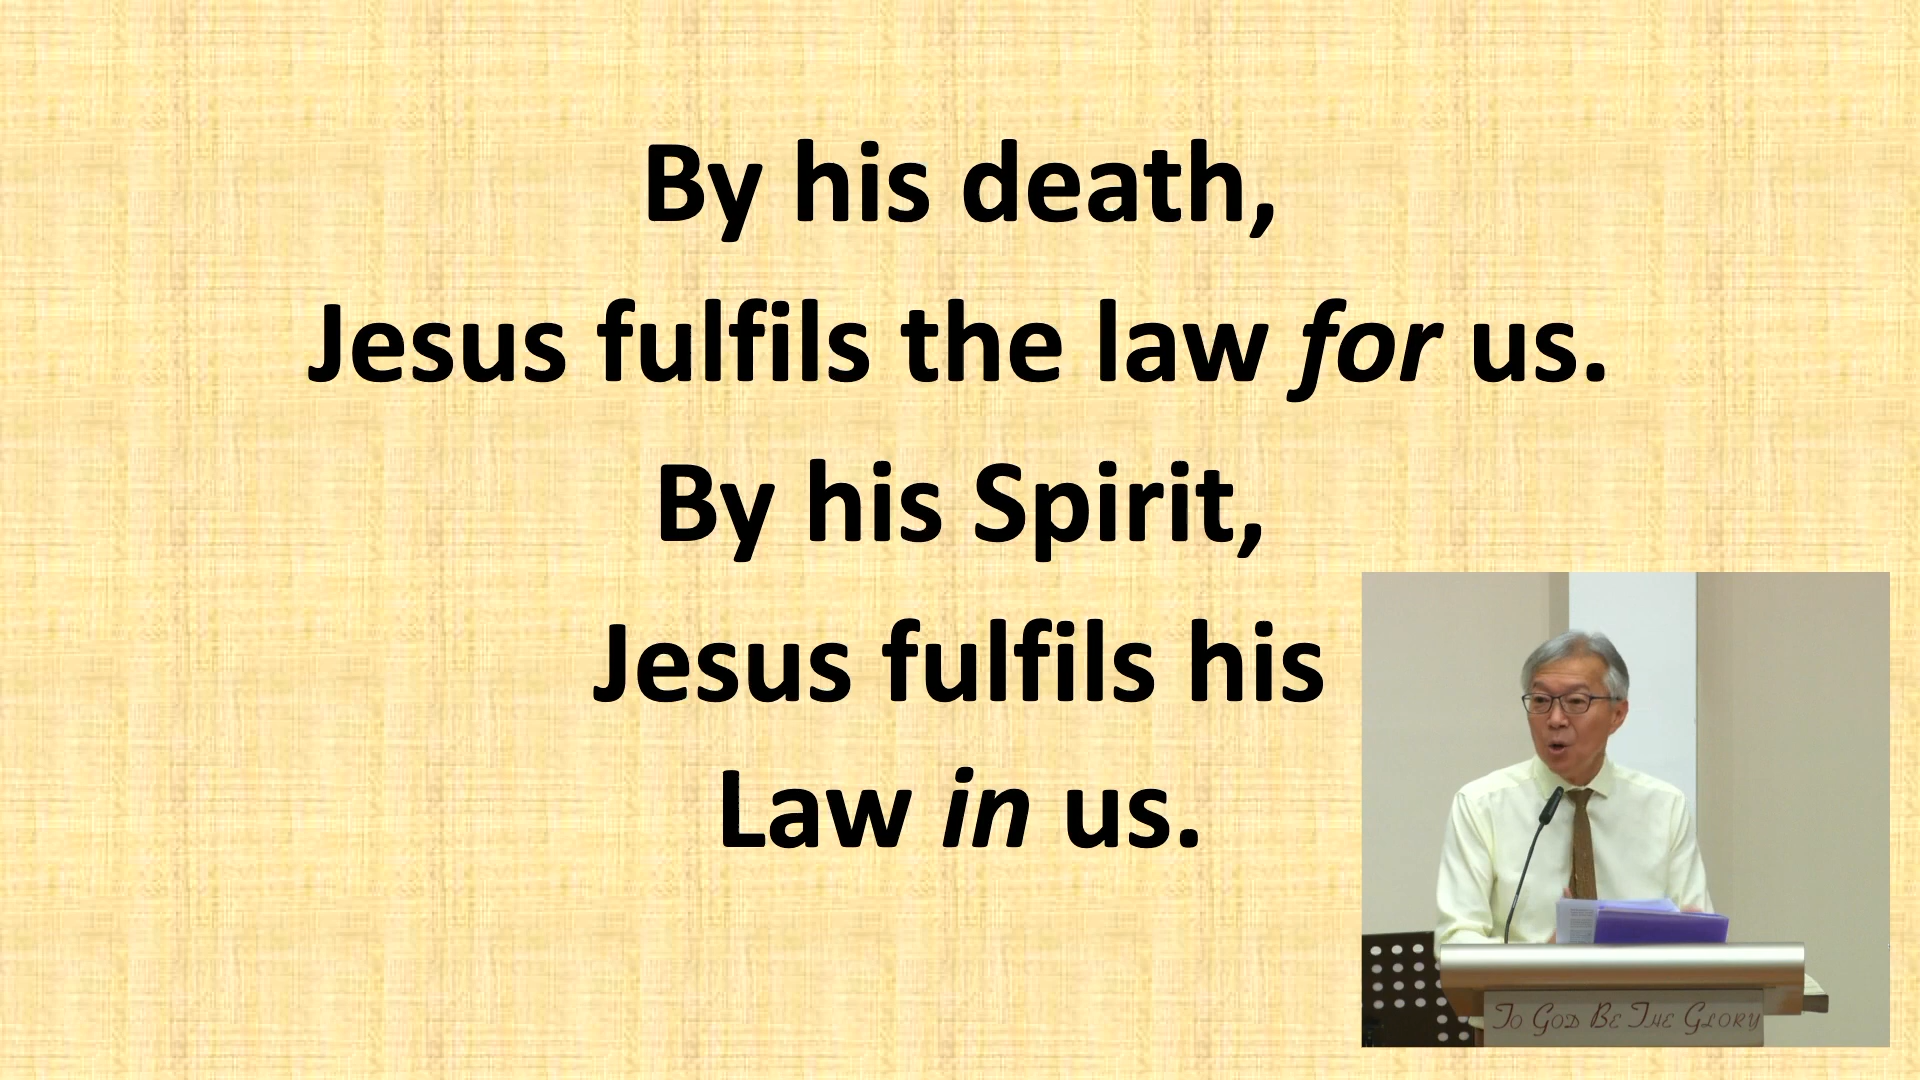 By his death,
Jesus fulfils the law for us.
By his Spirit,
Jesus fulfils his
Law in us.
To God Be The Glory